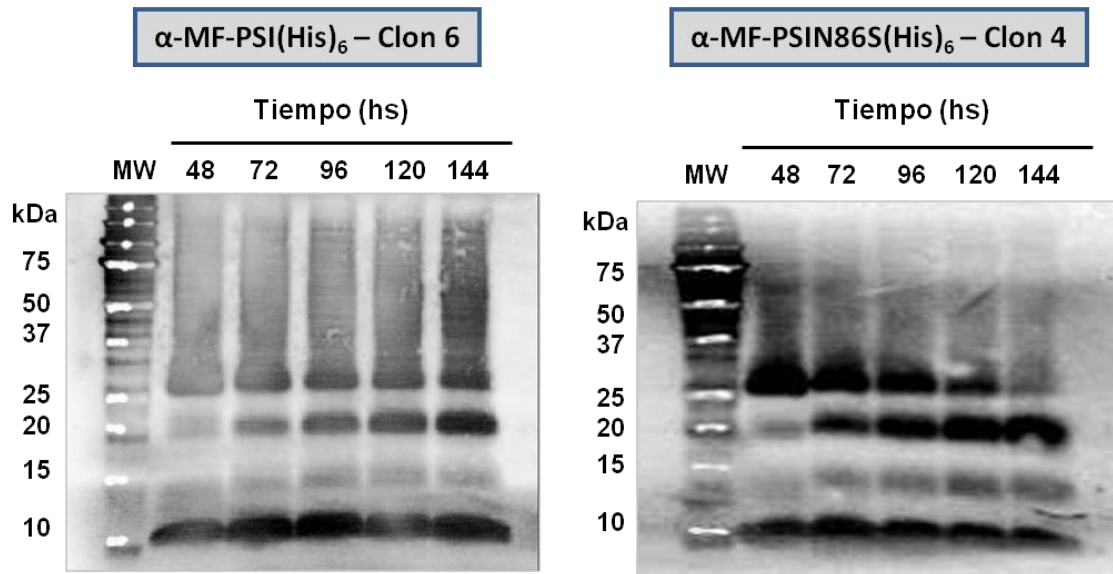 α-MF-PSI(His)₆ – Clon 6
Tiempo (hs)
MW 48 72 96 120 144
kDa
75
50
37
25
20
15
10
α-MF-PSIN86S(His)₆ – Clon 4
Tiempo (hs)
MW 48 72 96 120 144
kDa
75
50
37
25
20
15
10